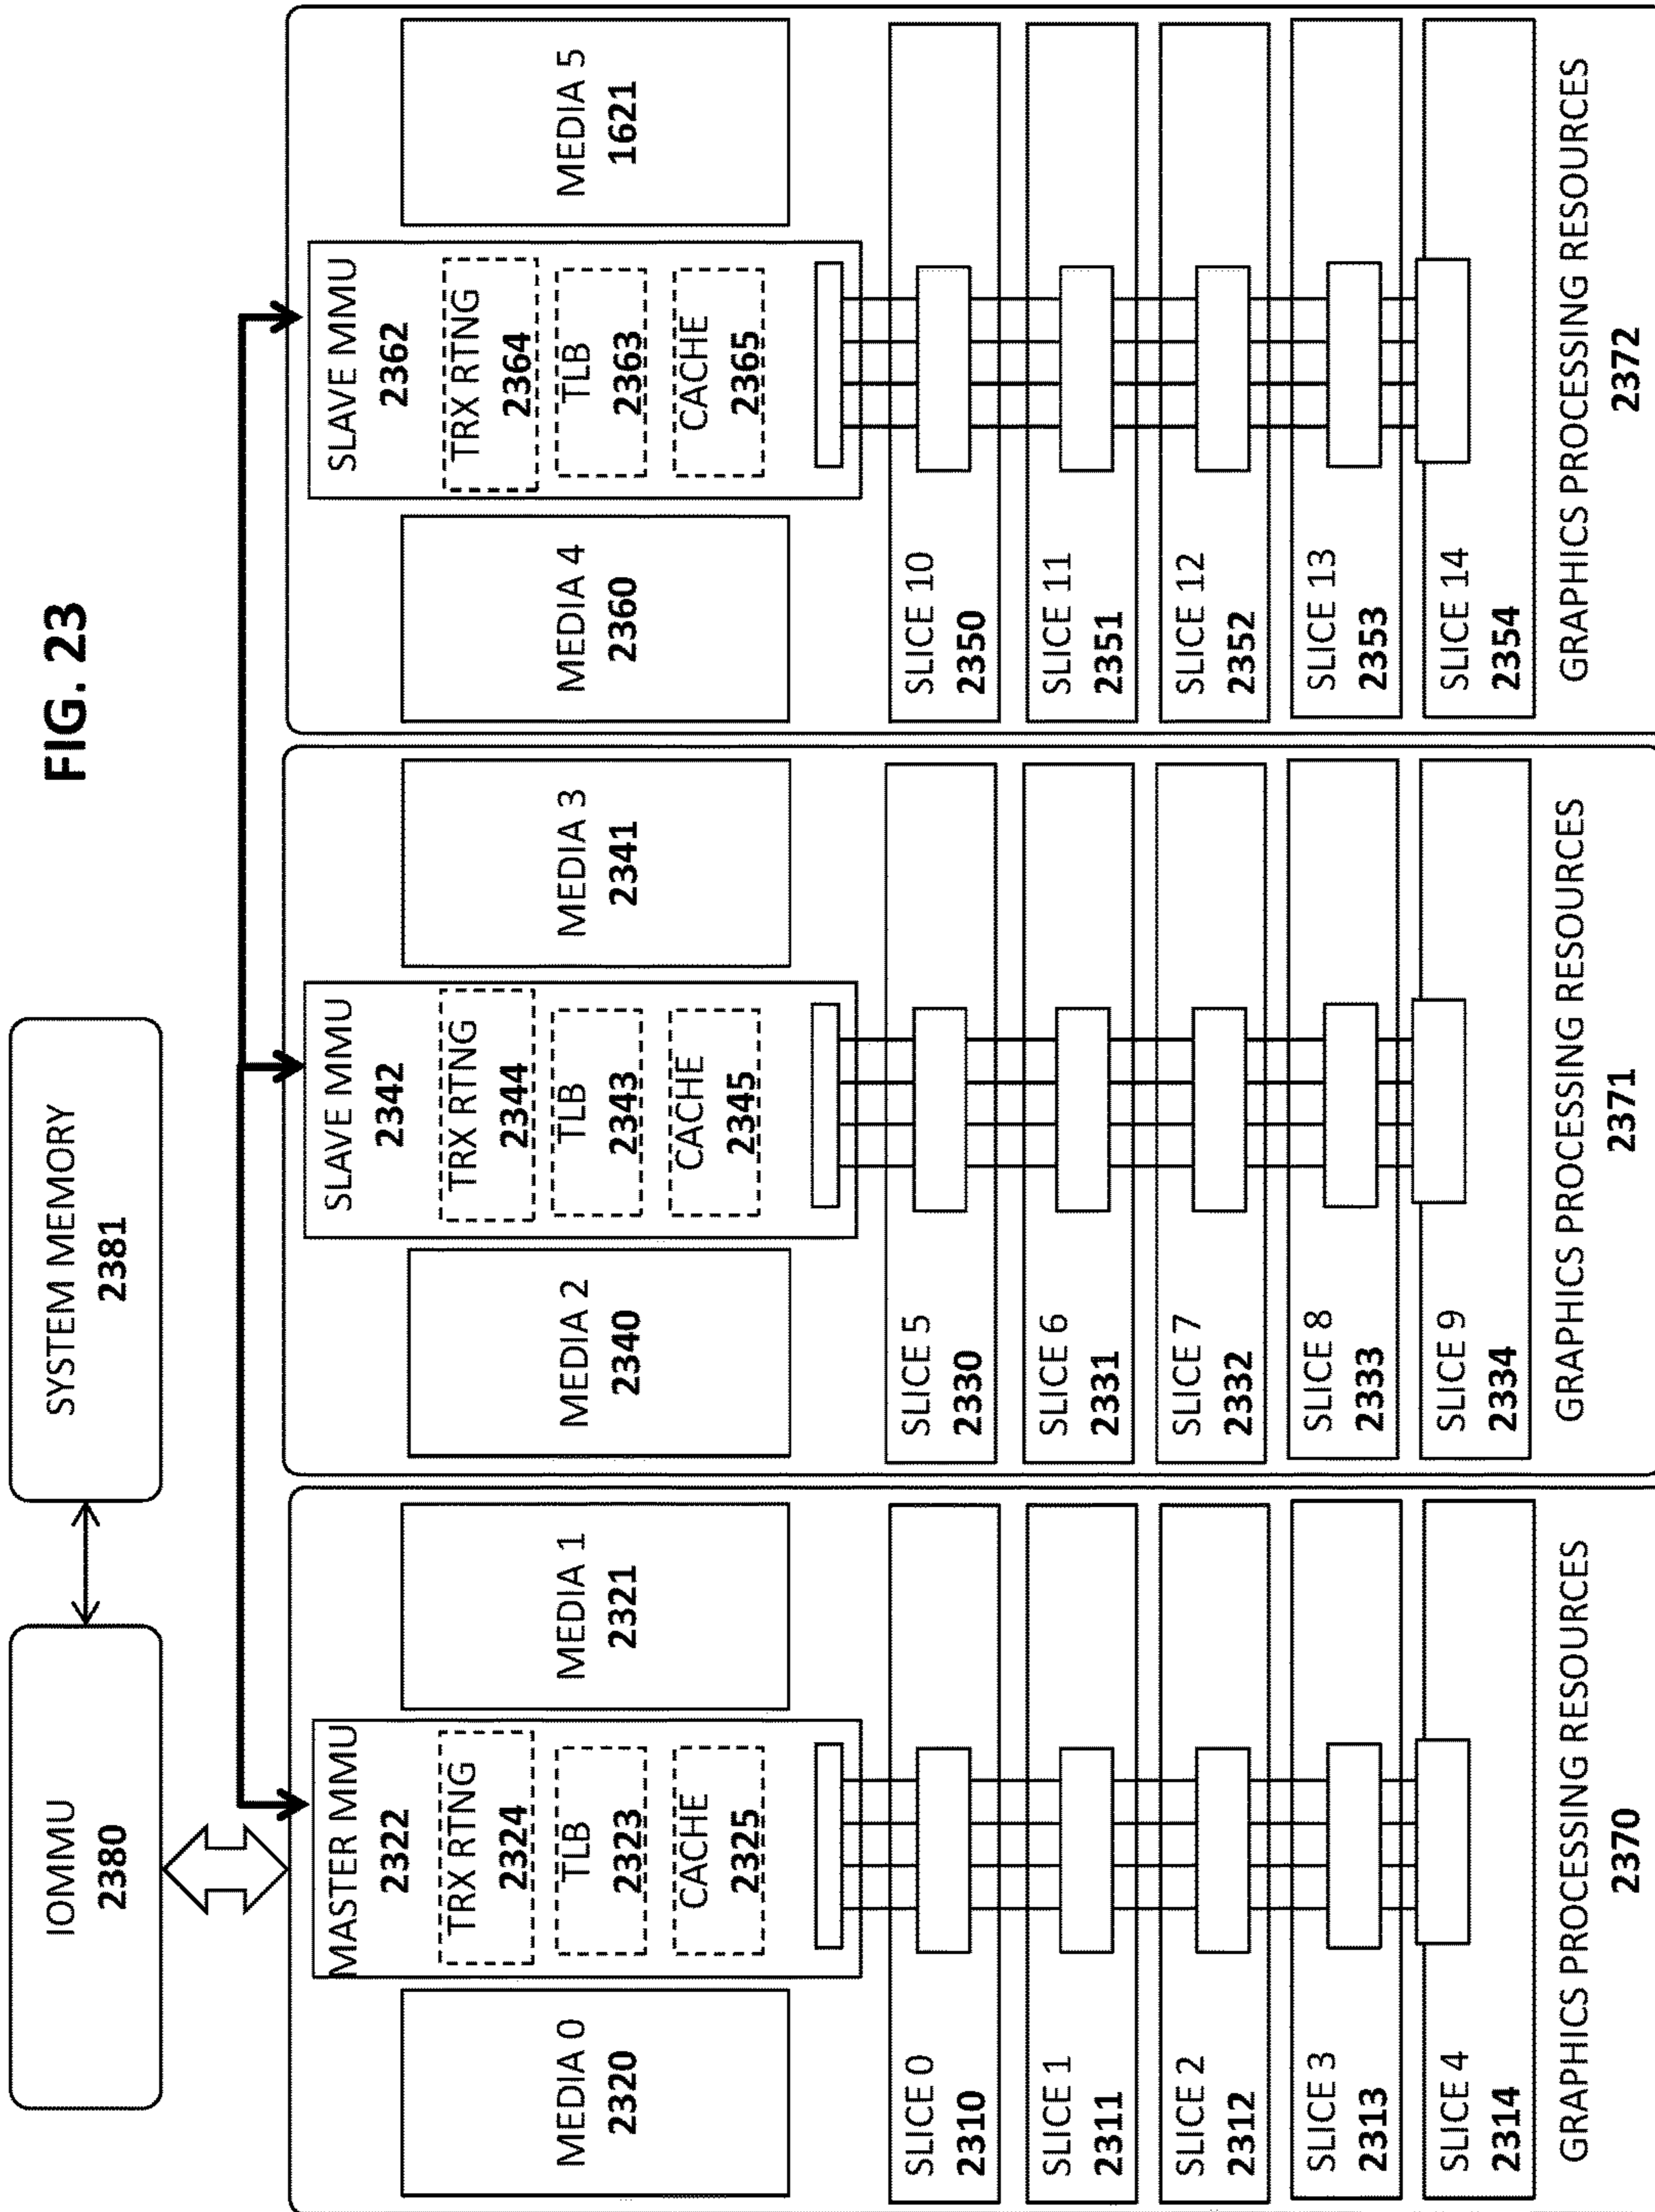 FIG. 23
IOMMU
2380
SYSTEM MEMORY
2381
MEDIA 0
2320
MASTER MMU
2322
TRX RTNG
2324
TLB
2323
CACHE
2325
MEDIA 1
2321
SLICE 0
2310
SLICE 1
2311
SLICE 2
2312
SLICE 3
2313
SLICE 4
2314
GRAPHICS PROCESSING RESOURCES
2370
MEDIA 2
2340
SLAVE MMU
2342
TRX RTNG
2344
TLB
2343
CACHE
2345
MEDIA 3
2341
SLICE 5
2330
SLICE 6
2331
SLICE 7
2332
SLICE 8
2333
SLICE 9
2334
GRAPHICS PROCESSING RESOURCES
2371
MEDIA 4
2360
SLAVE MMU
2362
TRX RTNG
2364
TLB
2363
CACHE
2365
MEDIA 5
1621
SLICE 10
2350
SLICE 11
2351
SLICE 12
2352
SLICE 13
2353
SLICE 14
2354
GRAPHICS PROCESSING RESOURCES
2372